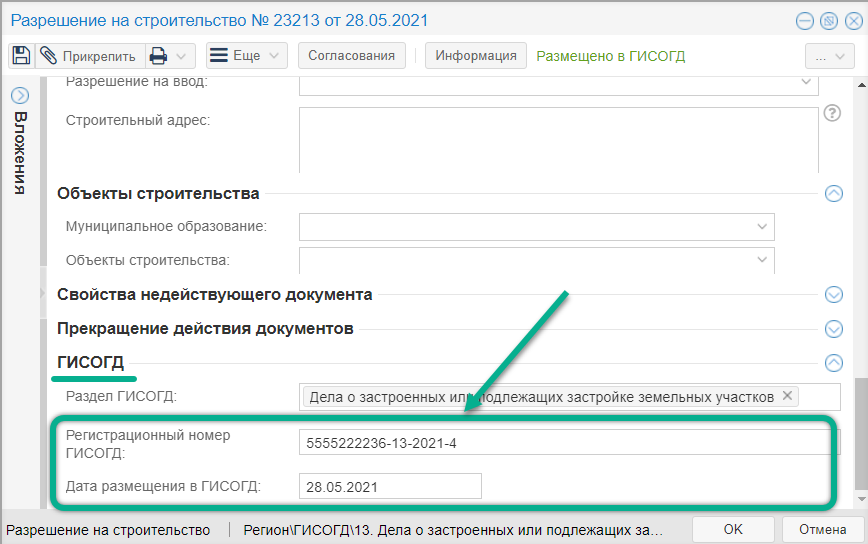 Разрешение на строительство № 23213 от 28.05.2021
Прикрепить Еще Согласования Информация Размещено в ГИСОГД ...
Вложения
Разрешение на ввод:
Строительный адрес:
Объекты строительства
Муниципальное образование:
Объекты строительства:
Свойства недействующего документа
Прекращение действия документов
ГИСОГД
Раздел ГИСОГД: Дела о застроенных или подлежащих застройке земельных участков
Регистрационный номер
ГИСОГД: 5555222236-13-2021-4
Дата размещения в ГИСОГД: 28.05.2021
Разрешение на строительство Регион\ГИСОГД\13. Дела о застроенных или подлежащих за... OK Отмена